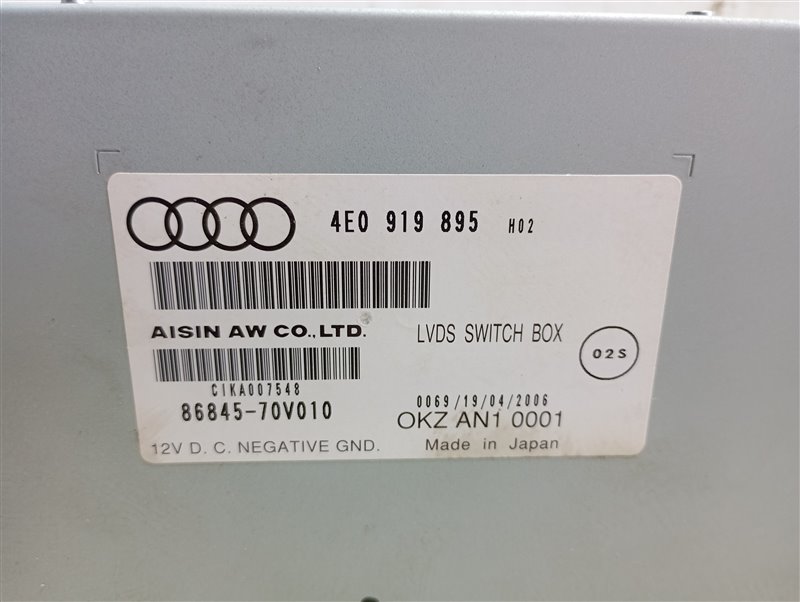 4E0 919 895 H02
AISIN AW CO.,LTD.
LVDS SWITCH BOX
02S
CIKA007548
86845-70V010
12V D. C. NEGATIVE GND.
0069/19/04/2006
OKZ AN1 0001
Made in Japan